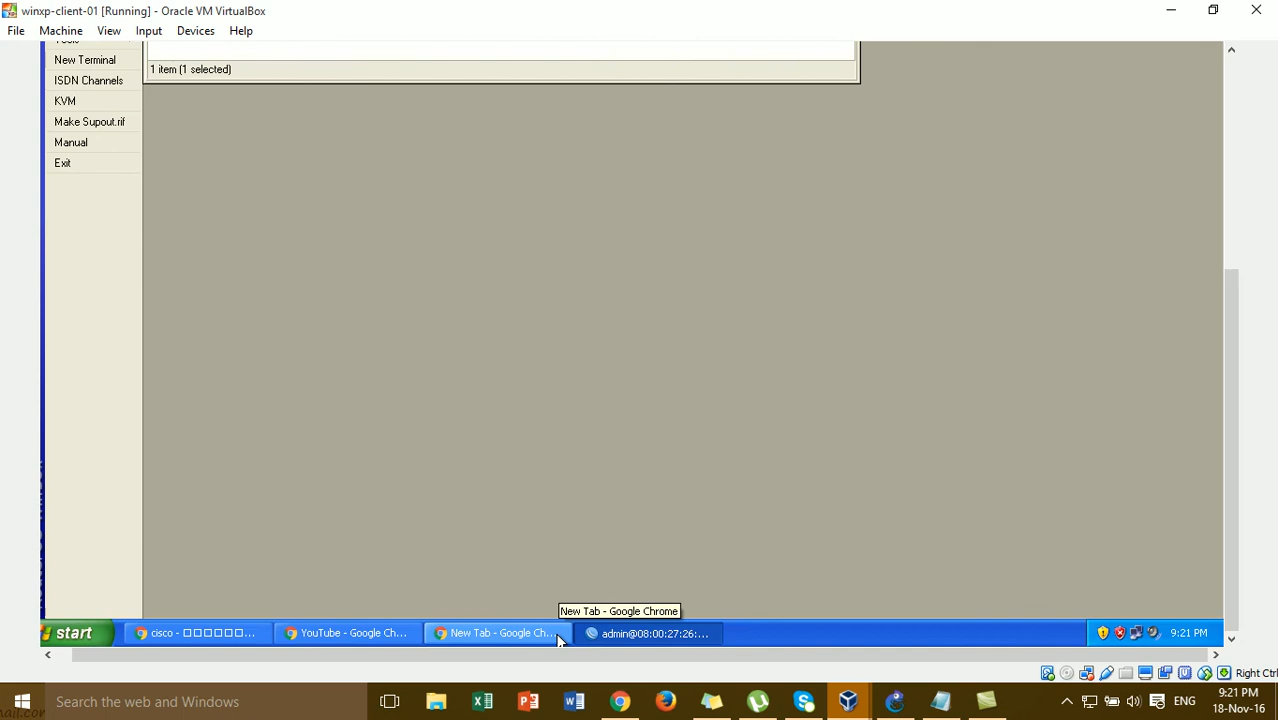 winxp-client-01 [Running] - Oracle VM VirtualBox
File Machine View Input Devices Help
Tools
New Terminal
ISDN Channels
KVM
Make Supout.rif
Manual
Exit
1 item (1 selected)
New Tab - Google Chrome
start
cisco - □□□□□□...
YouTube - Google Ch...
New Tab - Google Ch...
admin@08:00:27:26:...
9:21 PM
Right Ctrl
Search the web and Windows
ENG
9:21 PM
18-Nov-16